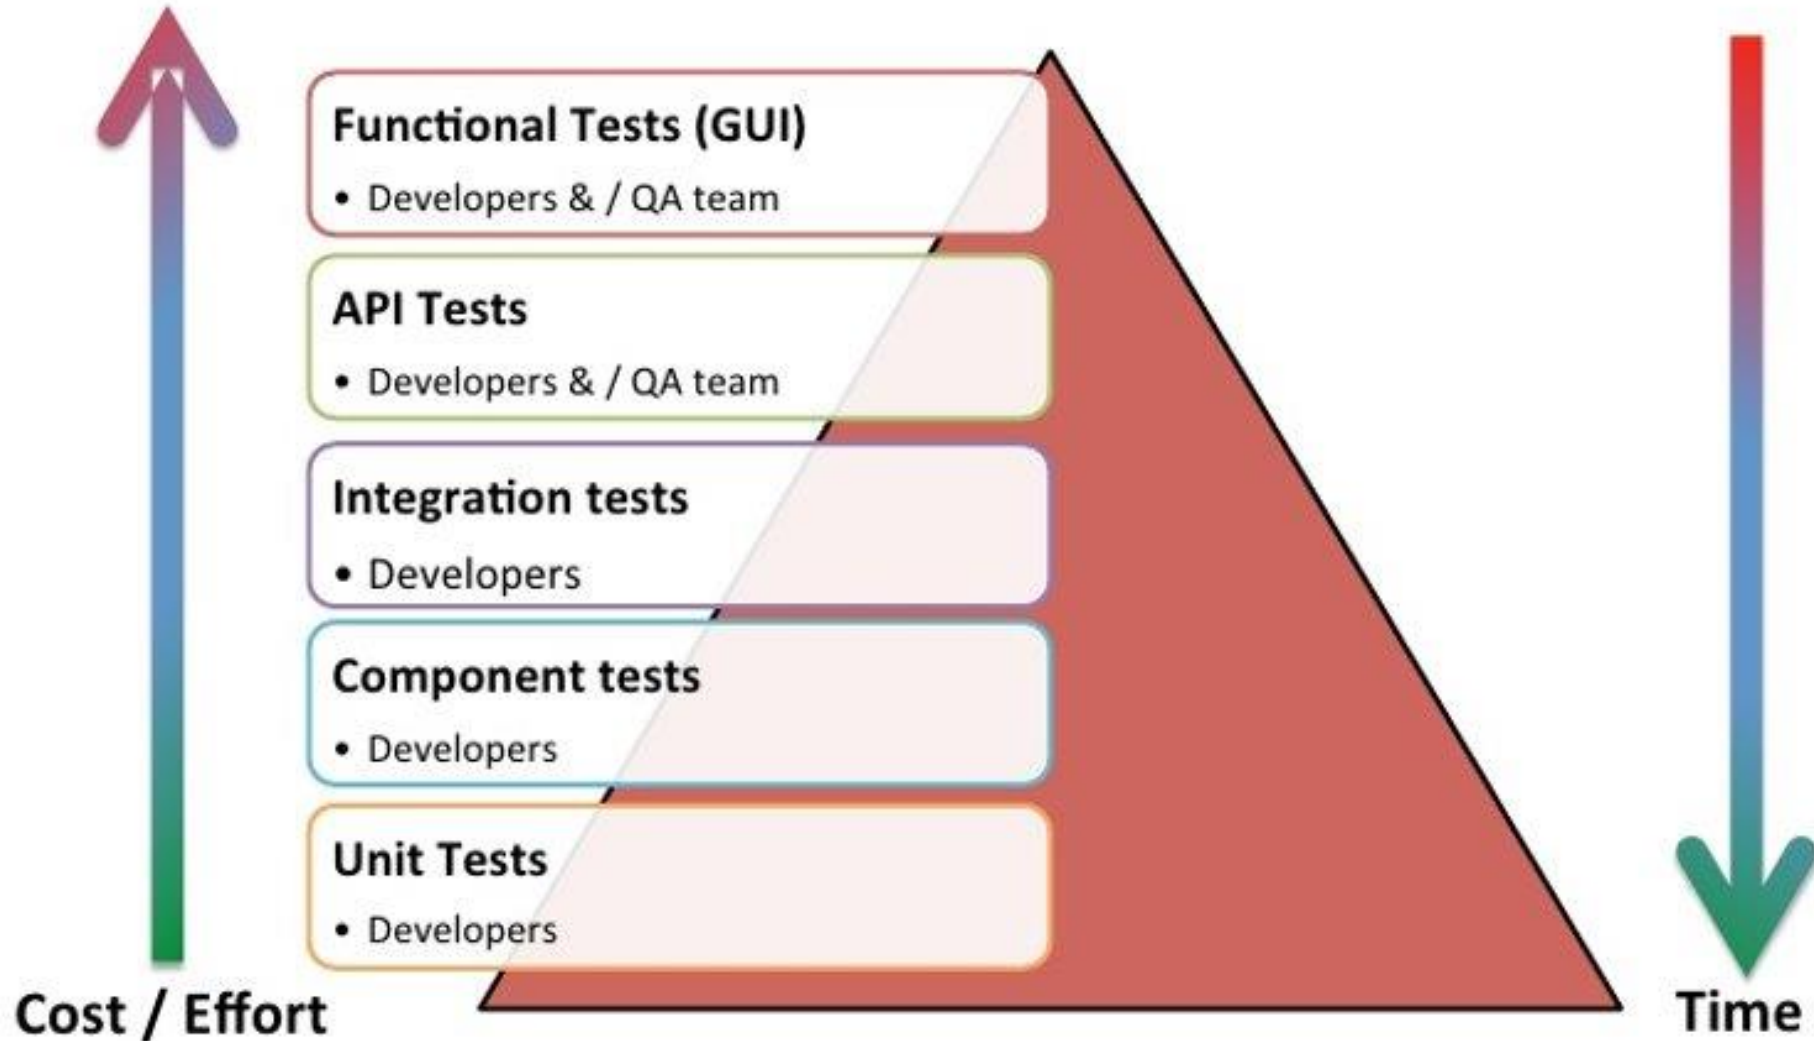 Functional Tests (GUI)
• Developers & / QA team
API Tests
• Developers & / QA team
Integration tests
• Developers
Component tests
• Developers
Unit Tests
• Developers
Cost / Effort
Time